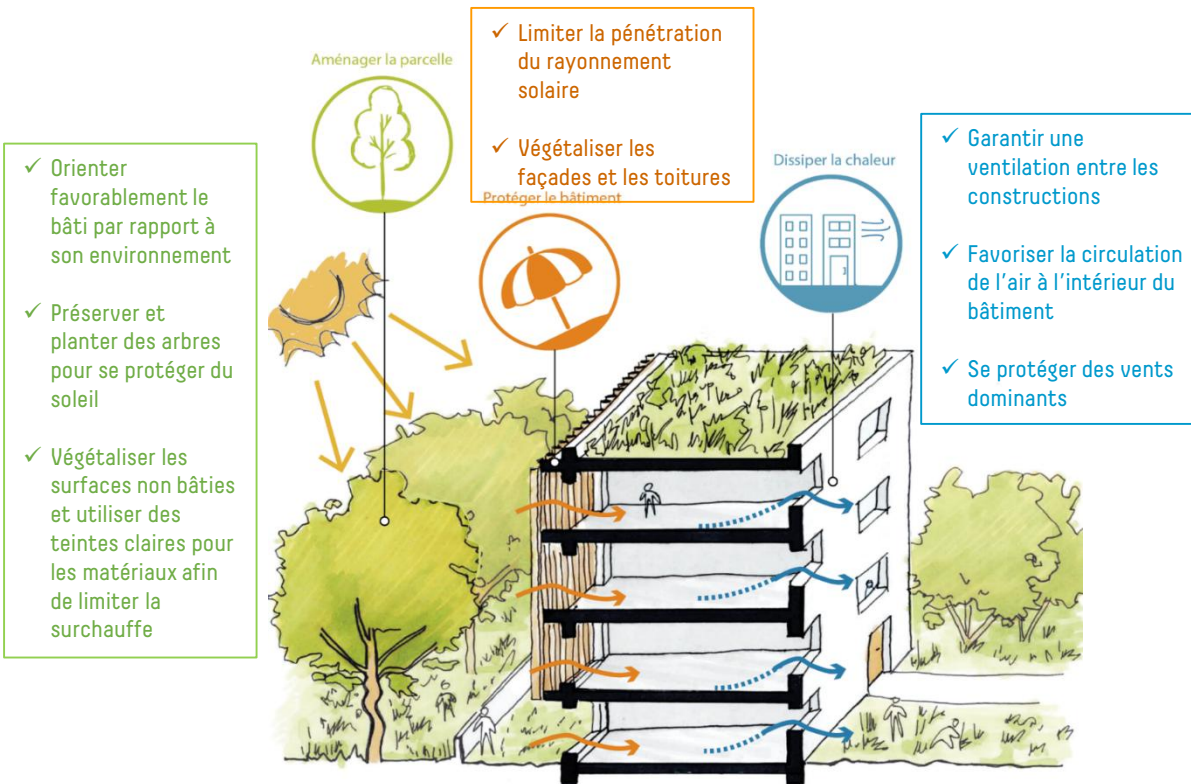 Aménager la parcelle
✓ Limiter la pénétration
du rayonnement
solaire
✓ Végétaliser les
façades et les toitures
Protéger le bâtiment
Dissiper la chaleur
✓ Orienter
favorablement le
bâti par rapport à
son environnement
✓ Préserver et
planter des arbres
pour se protéger du
soleil
✓ Végétaliser les
surfaces non bâties
et utiliser des
teintes claires pour
les matériaux afin
de limiter la
surchauffe
✓ Garantir une
ventilation entre les
constructions
✓ Favoriser la circulation
de l'air à l'intérieur du
bâtiment
✓ Se protéger des vents
dominants